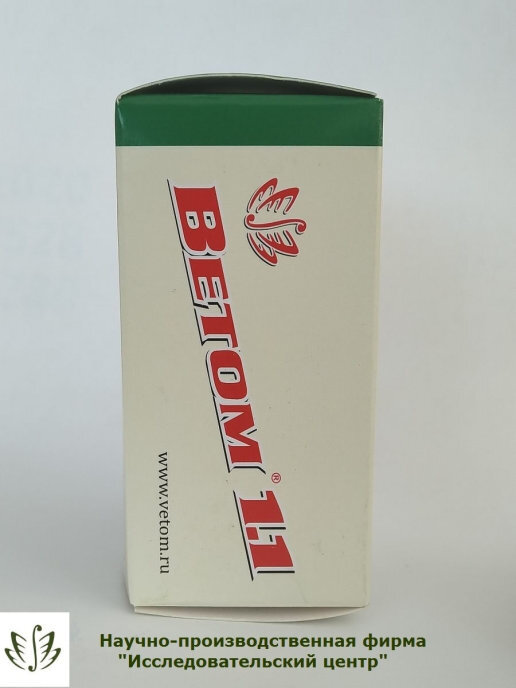 ВЕТОМ® 1.1
www.vetom.ru
Научно-производственная фирма
"Исследовательский центр"